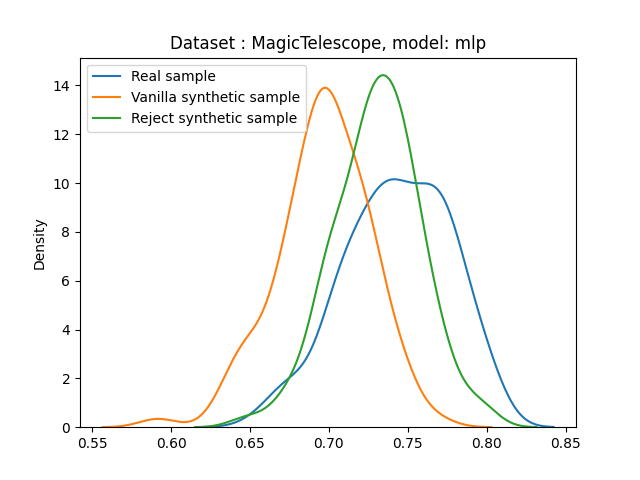 Dataset : MagicTelescope, model: mlp
Real sample
Vanilla synthetic sample
Reject synthetic sample
Density
14
12
10
8
6
4
2
0
0.55 0.60 0.65 0.70 0.75 0.80 0.85